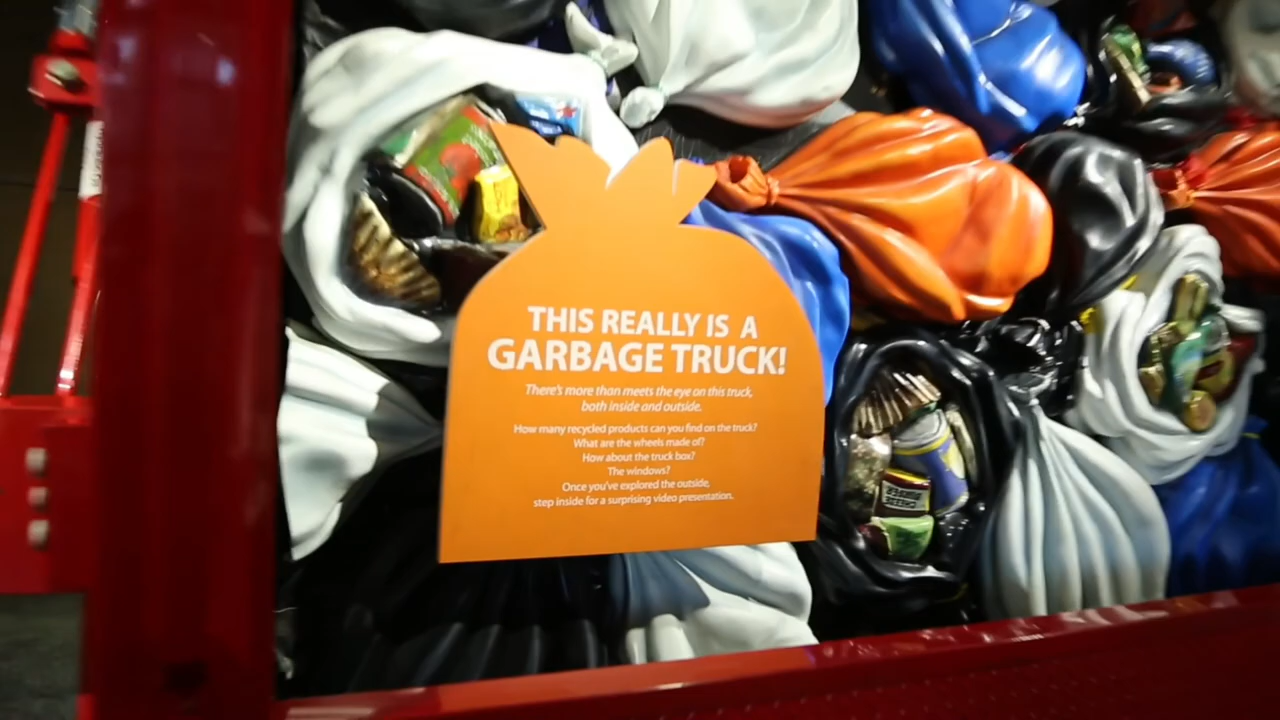 THIS REALLY IS A
GARBAGE TRUCK!
There's more than meets the eye on this truck,
both inside and outside.
How many recycled products can you find on the truck?
What are the wheels made of?
How about the truck box?
The windows?
Once you've explored the outside,
step inside for a surprising video presentation.
CHEESE
BURGER